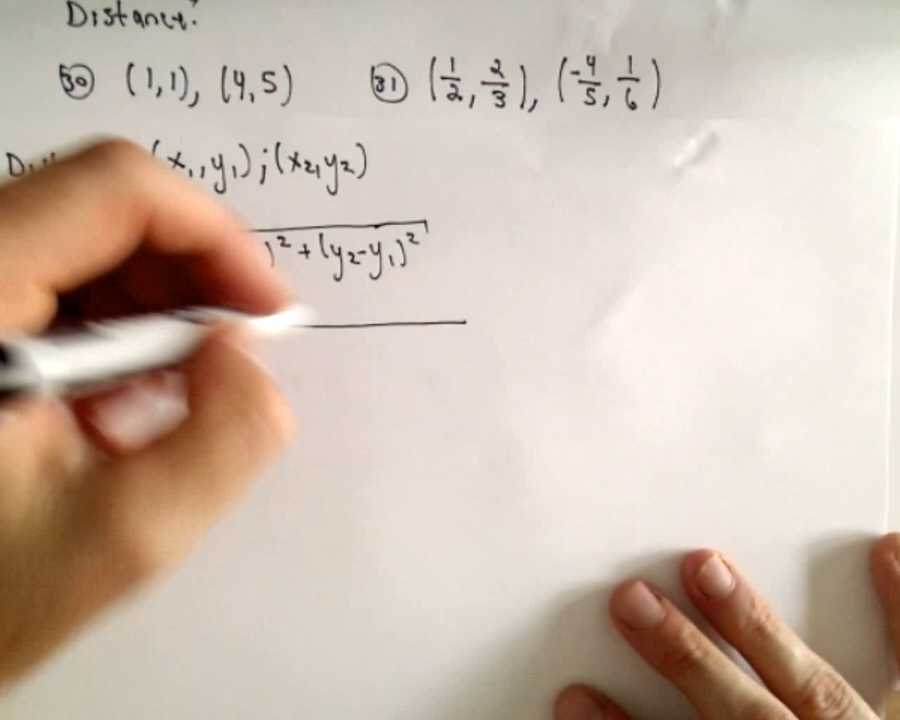 Distance:
30 (1,1), (4,5) 31 (1/2, 2/3), (-4/5, 1/6)
(x₁,y₁);(x₂,y₂)
)² + (y₂-y₁)²